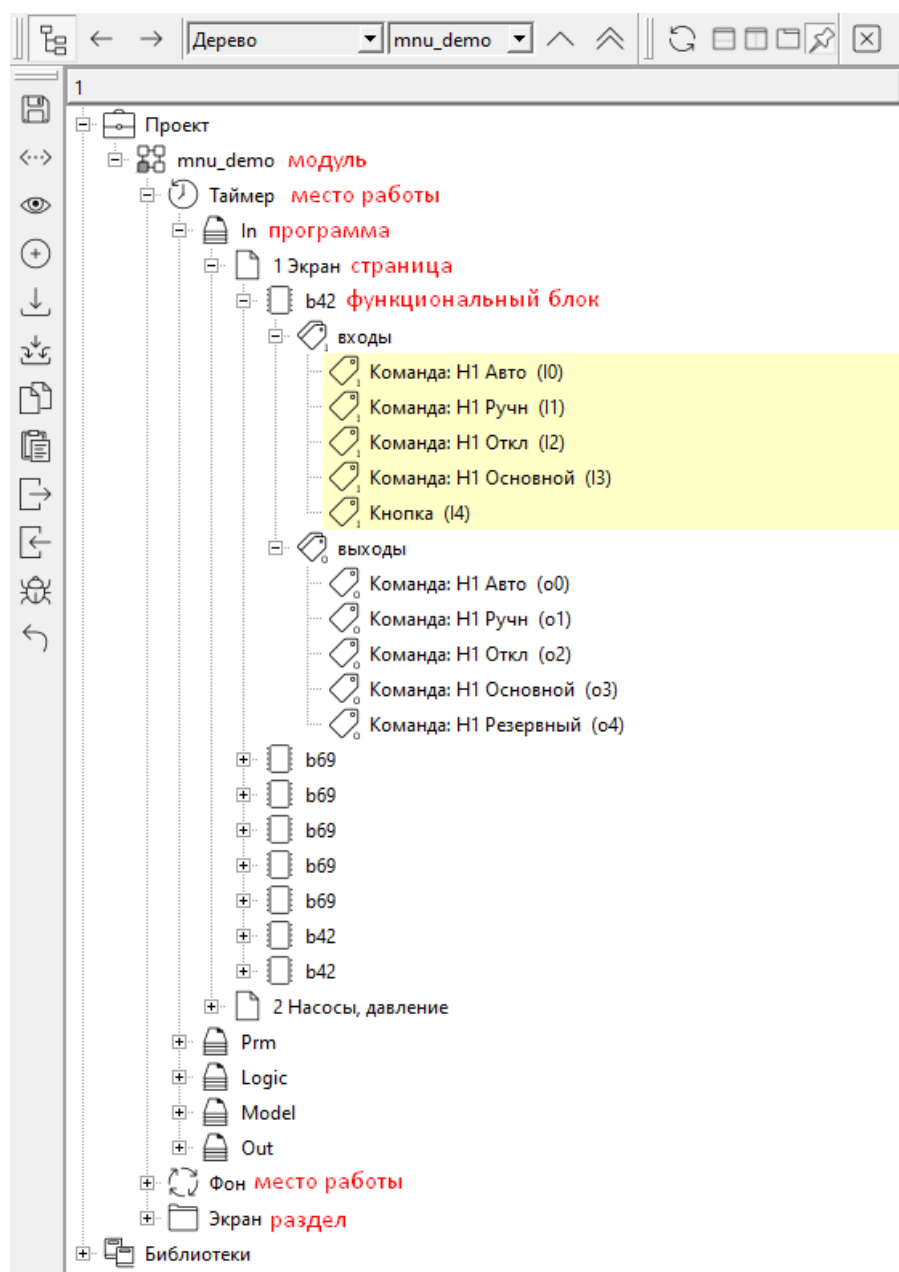 Дерево mnu_demo
1
Проект
mnu_demo модуль
Таймер место работы
In программа
1 Экран страница
b42 функциональный блок
входы
Команда: Н1 Авто (I0)
Команда: Н1 Ручн (I1)
Команда: Н1 Откл (I2)
Команда: Н1 Основной (I3)
Кнопка (I4)
выходы
Команда: Н1 Авто (o0)
Команда: Н1 Ручн (o1)
Команда: Н1 Откл (o2)
Команда: Н1 Основной (o3)
Команда: Н1 Резервный (o4)
b69
b69
b69
b69
b69
b42
b42
2 Насосы, давление
Prm
Logic
Model
Out
Фон место работы
Экран раздел
Библиотеки